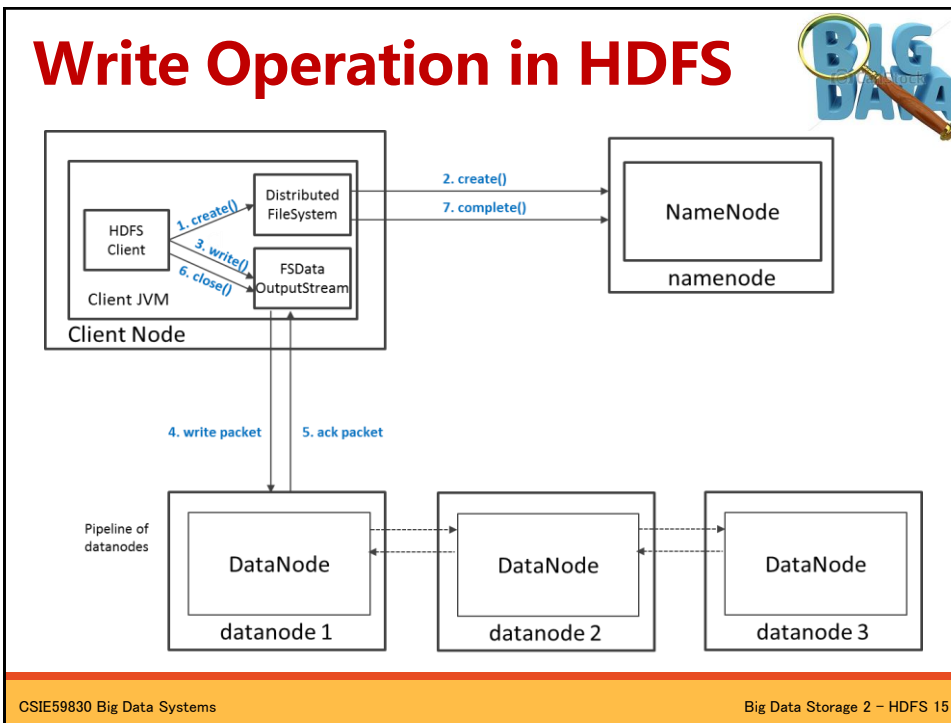 Write Operation in HDFS
BIG
DATA
HDFS
Client
1. create()
3. write()
6. close()
Distributed
FileSystem
FSData
OutputStream
Client JVM
Client Node
2. create()
7. complete()
NameNode
namenode
4. write packet
5. ack packet
Pipeline of
datanodes
DataNode
datanode 1
DataNode
datanode 2
DataNode
datanode 3
CSIE59830 Big Data Systems
Big Data Storage 2 – HDFS 15